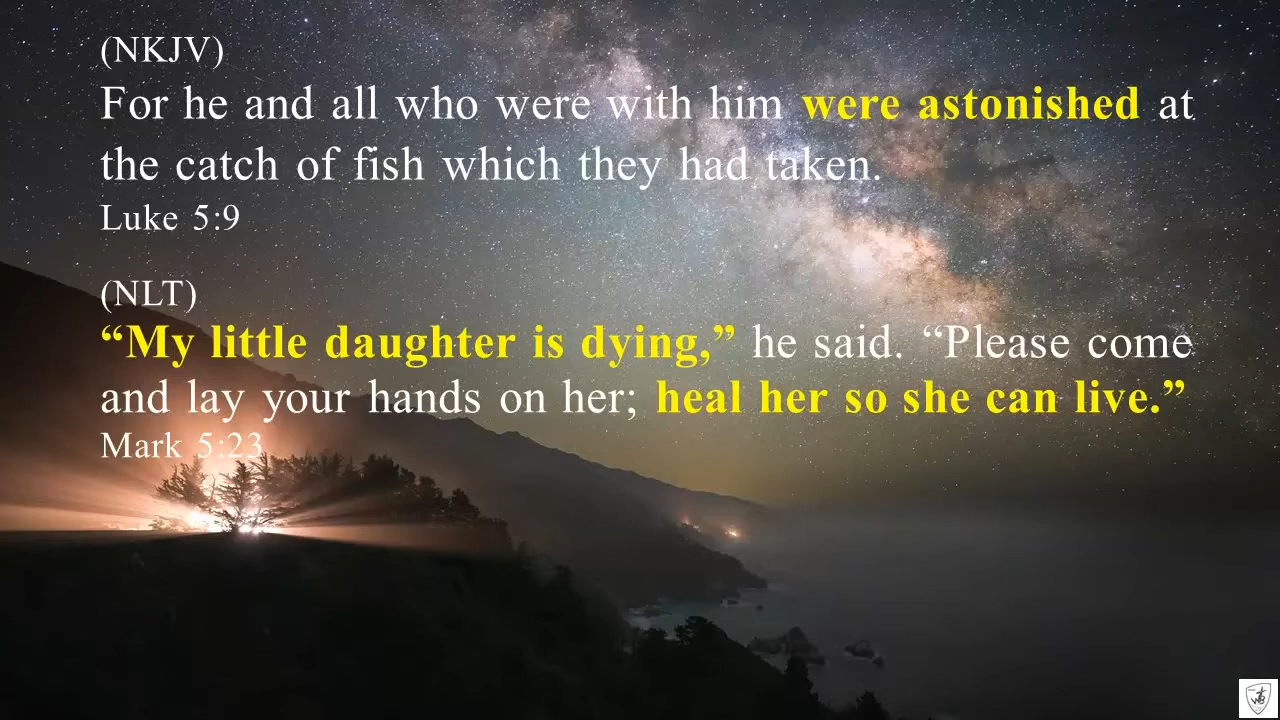 (NKJV)
For he and all who were with him were astonished at
the catch of fish which they had taken.
Luke 5:9
(NLT)
“My little daughter is dying,” he said. “Please come
and lay your hands on her; heal her so she can live.”
Mark 5:23